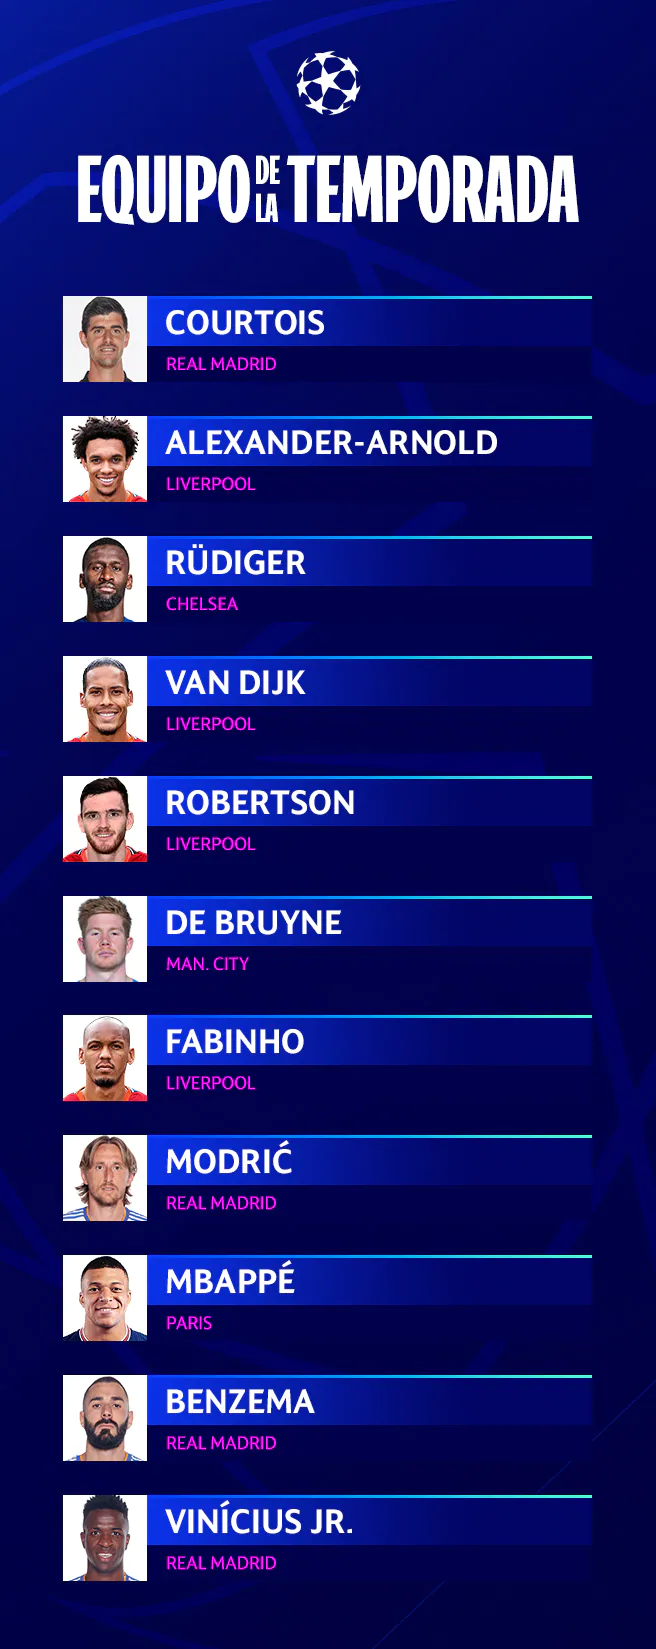 EQUIPO DE LA TEMPORADA
COURTOIS
REAL MADRID
ALEXANDER-ARNOLD
LIVERPOOL
RÜDIGER
CHELSEA
VAN DIJK
LIVERPOOL
ROBERTSON
LIVERPOOL
DE BRUYNE
MAN. CITY
FABINHO
LIVERPOOL
MODRIĆ
REAL MADRID
MBAPPÉ
PARIS
BENZEMA
REAL MADRID
VINÍCIUS JR.
REAL MADRID